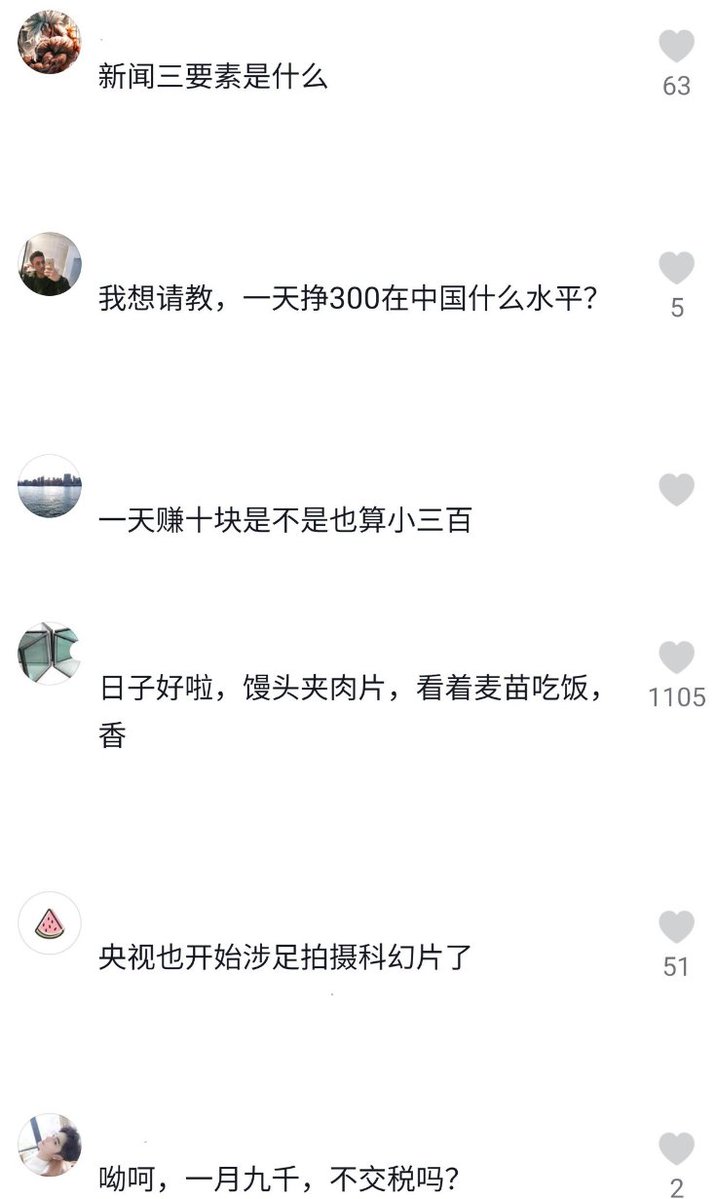 新闻三要素是什么
63
我想请教，一天挣300在中国什么水平？
5
一天赚十块是不是也算小三百
日子好啦，馒头夹肉片，看着麦苗吃饭，
香
1105
央视也开始涉足拍摄科幻片了
51
呦呵，一月九千，不交税吗？
2